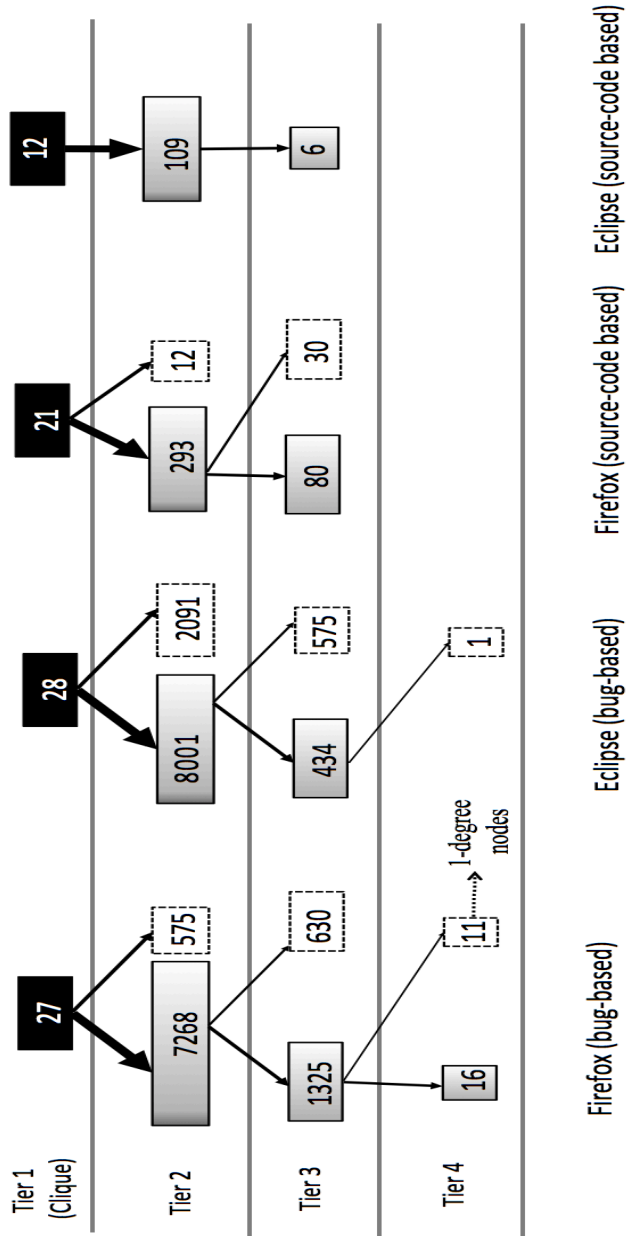 Tier 1
(Clique)
27
28
21
12
Tier 2
7268
575
8001
2091
293
12
109
Tier 3
1325
630
434
575
80
30
6
Tier 4
16
11
1-degree
nodes
1
Firefox (bug-based)
Eclipse (bug-based)
Firefox (source-code based)
Eclipse (source-code based)